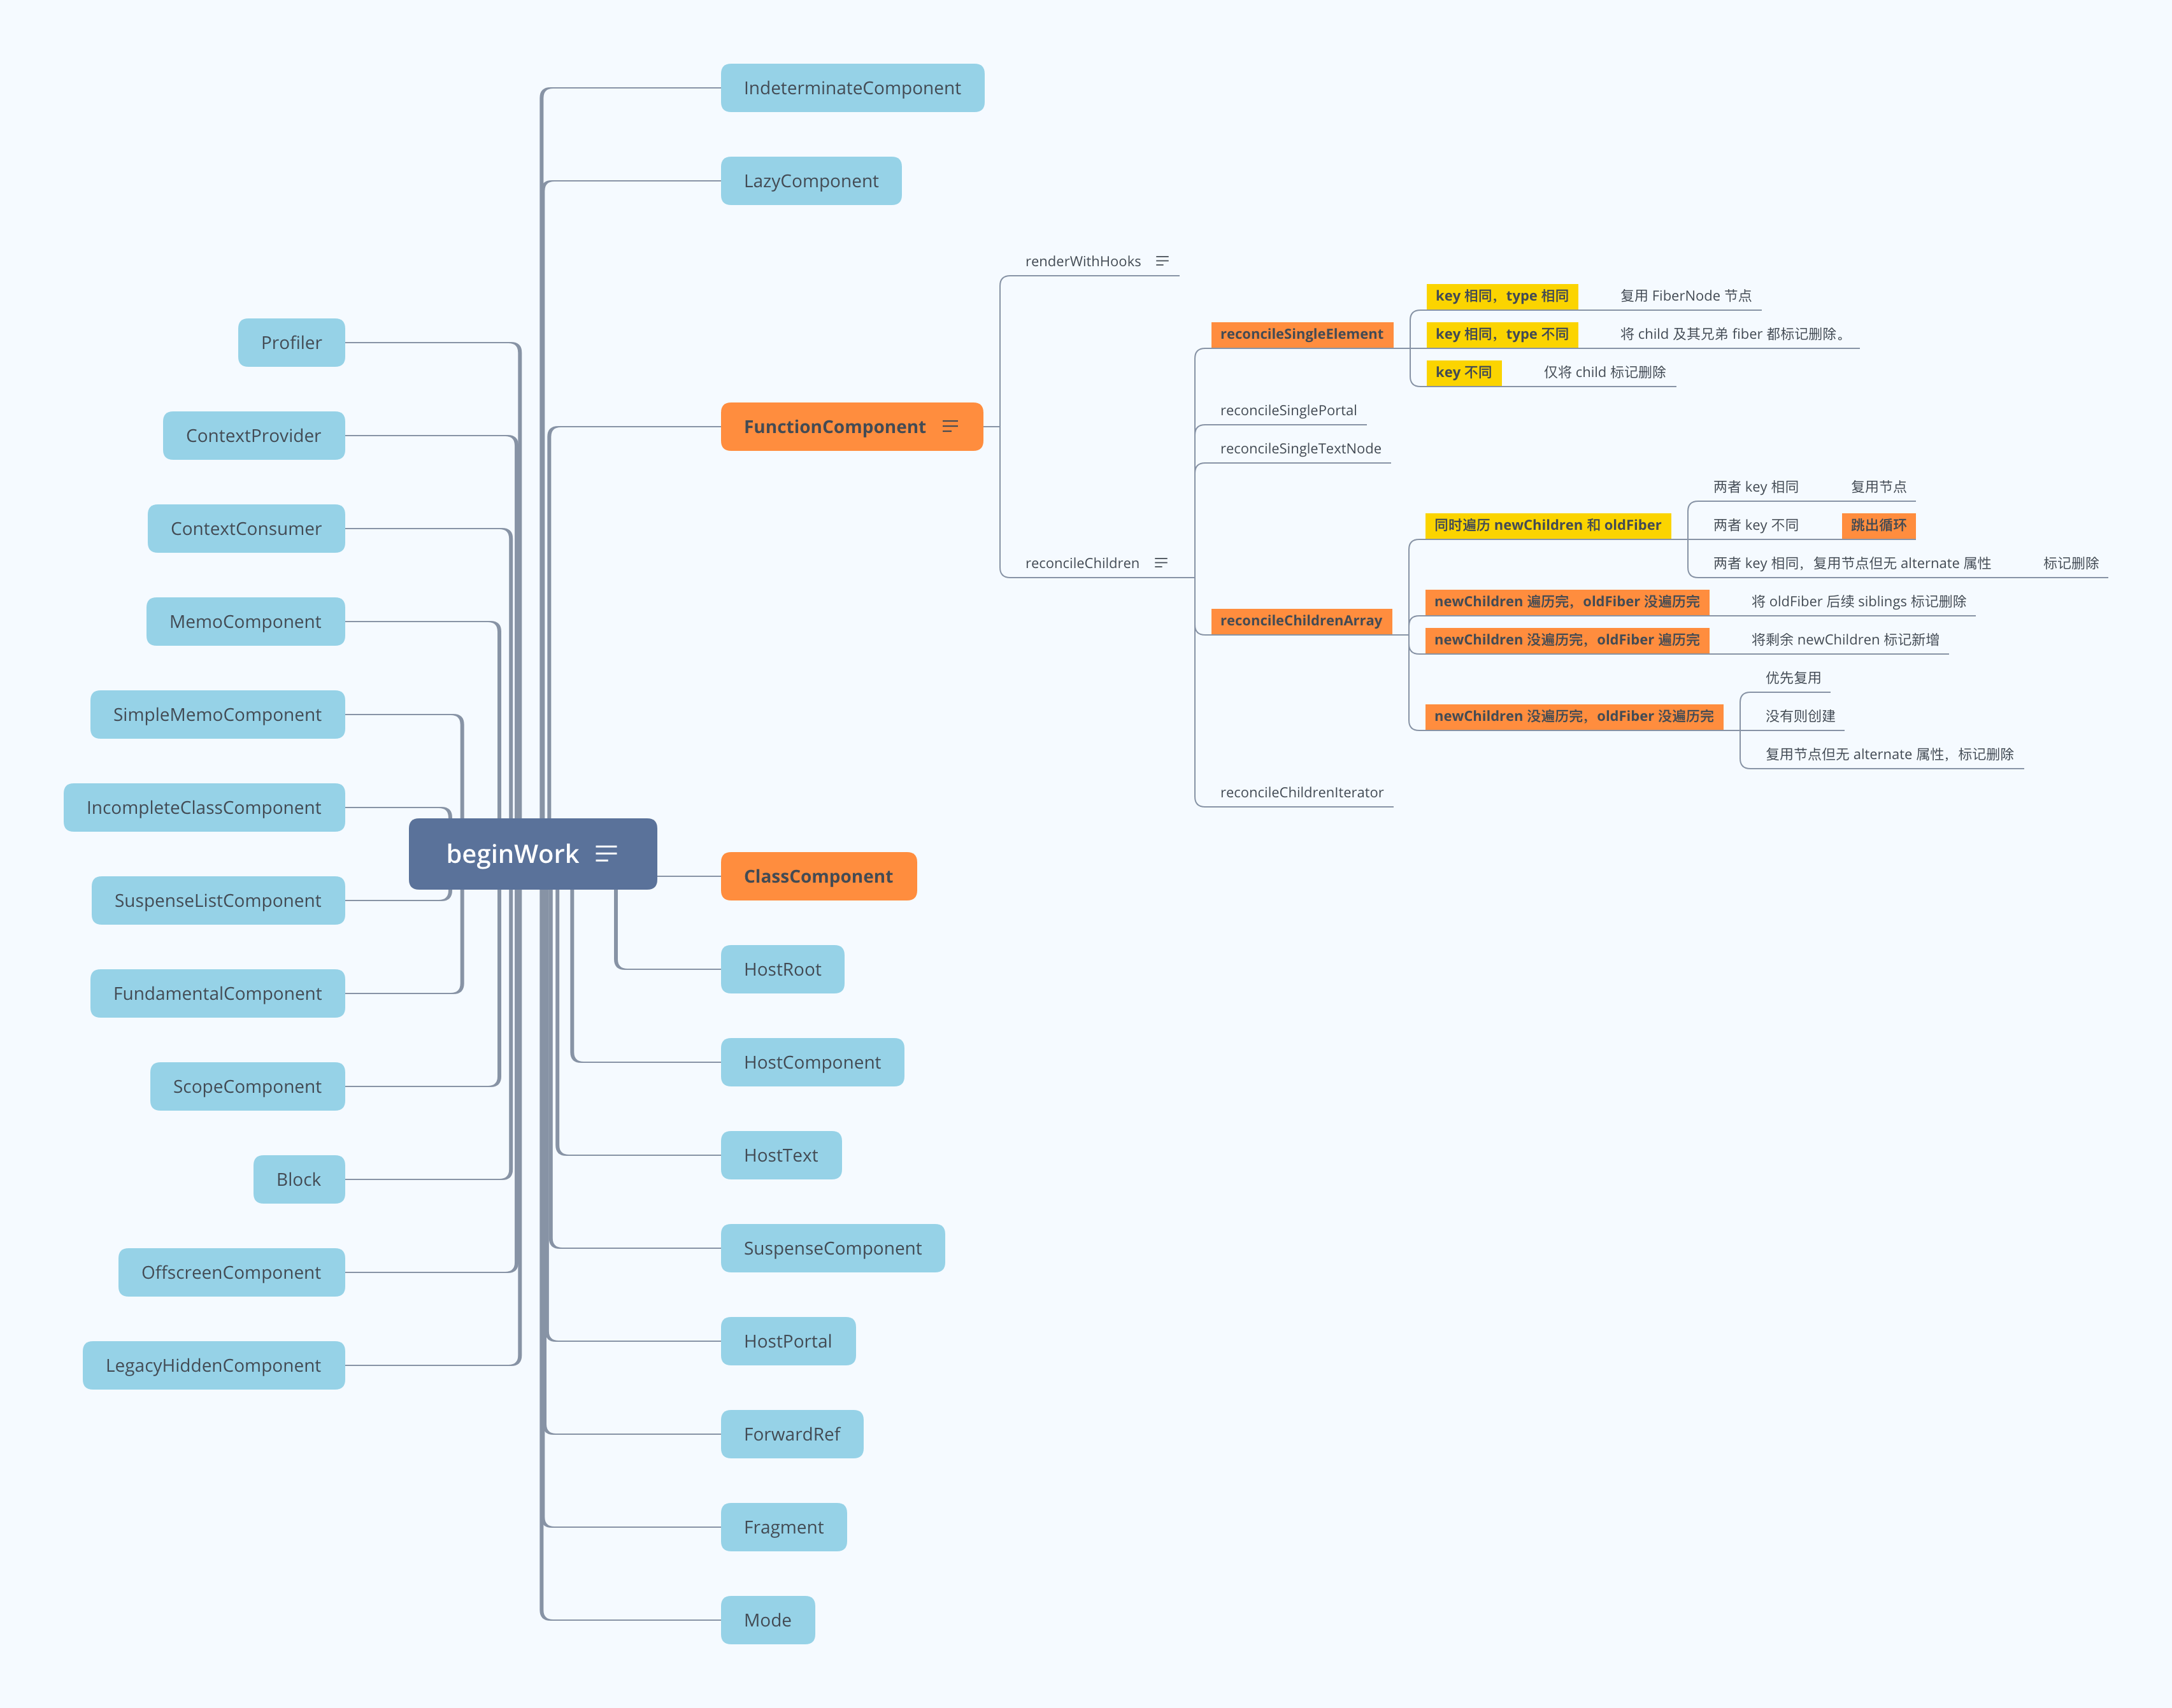 beginWork
IndeterminateComponent
LazyComponent
FunctionComponent
renderWithHooks
reconcileChildren
reconcileSingleElement
key 相同，type 相同
复用 FiberNode 节点
key 相同，type 不同
将 child 及其兄弟 fiber 都标记删除。
key 不同
仅将 child 标记删除
reconcileSinglePortal
reconcileSingleTextNode
reconcileChildrenArray
同时遍历 newChildren 和 oldFiber
两者 key 相同
复用节点
两者 key 不同
跳出循环
两者 key 相同，复用节点但无 alternate 属性
标记删除
newChildren 遍历完，oldFiber 没遍历完
将 oldFiber 后续 siblings 标记删除
newChildren 没遍历完，oldFiber 遍历完
将剩余 newChildren 标记新增
newChildren 没遍历完，oldFiber 没遍历完
优先复用
没有则创建
复用节点但无 alternate 属性，标记删除
reconcileChildrenIterator
ClassComponent
HostRoot
HostComponent
HostText
SuspenseComponent
HostPortal
ForwardRef
Fragment
Mode
Profiler
ContextProvider
ContextConsumer
MemoComponent
SimpleMemoComponent
IncompleteClassComponent
SuspenseListComponent
FundamentalComponent
ScopeComponent
Block
OffscreenComponent
LegacyHiddenComponent